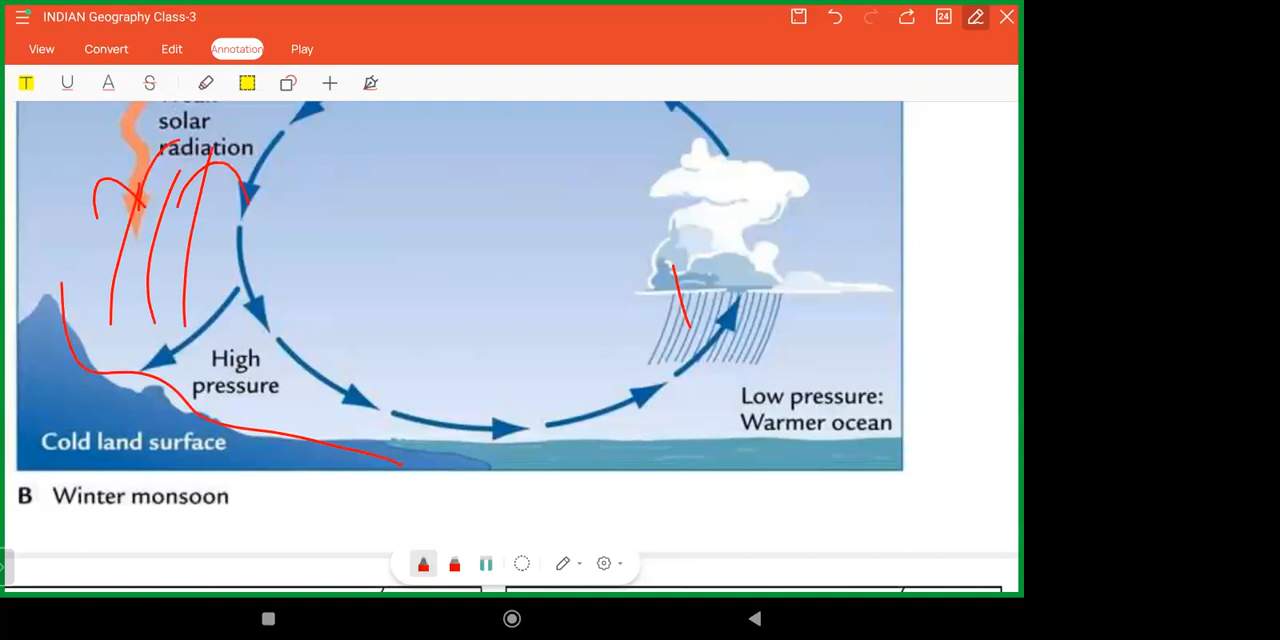 INDIAN Geography Class-3
24
View Convert Edit Annotation Play
T U A S
solar
radiation
High
pressure
Low pressure:
Warmer ocean
Cold land surface
B Winter monsoon